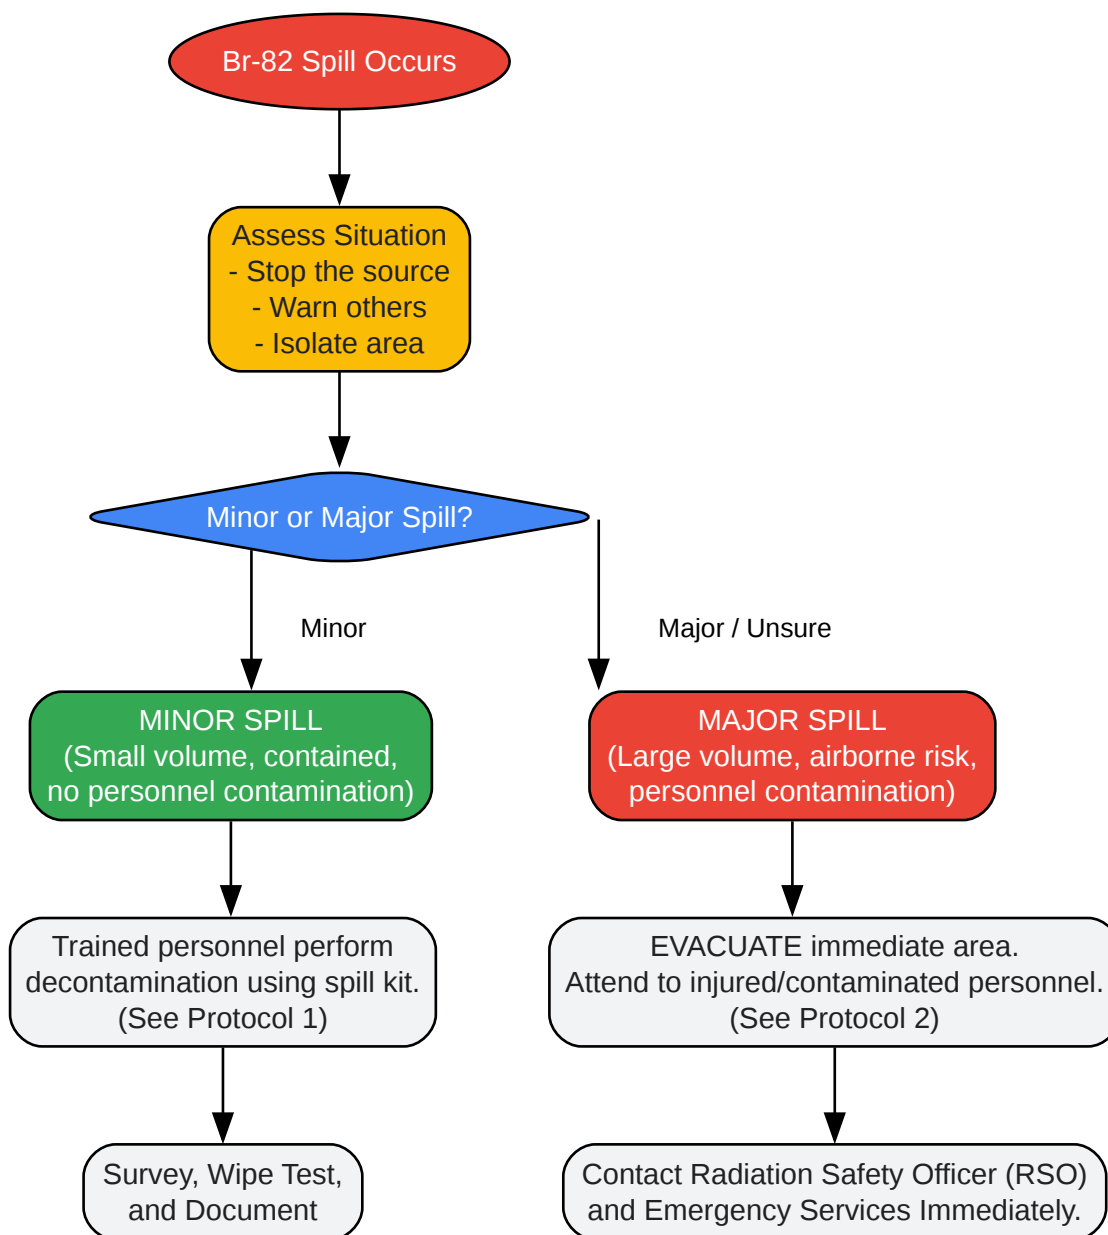 Br-82 Spill Occurs
Assess Situation
- Stop the source
- Warn others
- Isolate area
Minor or Major Spill?
Minor
Major / Unsure
MINOR SPILL
(Small volume, contained,
no personnel contamination)
MAJOR SPILL
(Large volume, airborne risk,
personnel contamination)
Trained personnel perform
decontamination using spill kit.
(See Protocol 1)
EVACUATE immediate area.
Attend to injured/contaminated personnel.
(See Protocol 2)
Survey, Wipe Test,
and Document
Contact Radiation Safety Officer (RSO)
and Emergency Services Immediately.